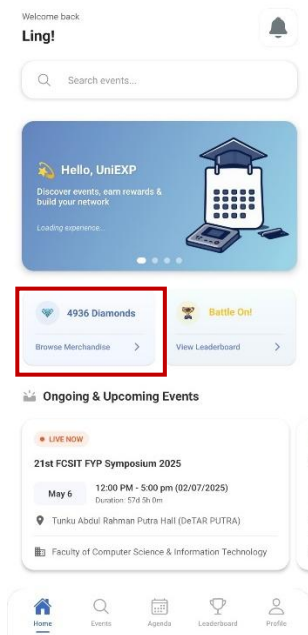 Welcome back
Ling!
Search events...
Hello, UniEXP
Discover events, earn rewards &
build your network
Loading experience...
4936 Diamonds
Browse Merchandise
Battle On!
View Leaderboard
Ongoing & Upcoming Events
LIVE NOW
21st FCSIT FYP Symposium 2025
May 6
12:00 PM - 5:00 pm (02/07/2025)
Duration: 57d 5h 0m
Tunku Abdul Rahman Putra Hall (DeTAR PUTRA)
Faculty of Computer Science & Information Technology
Home
Events
Agenda
Leaderboard
Profile